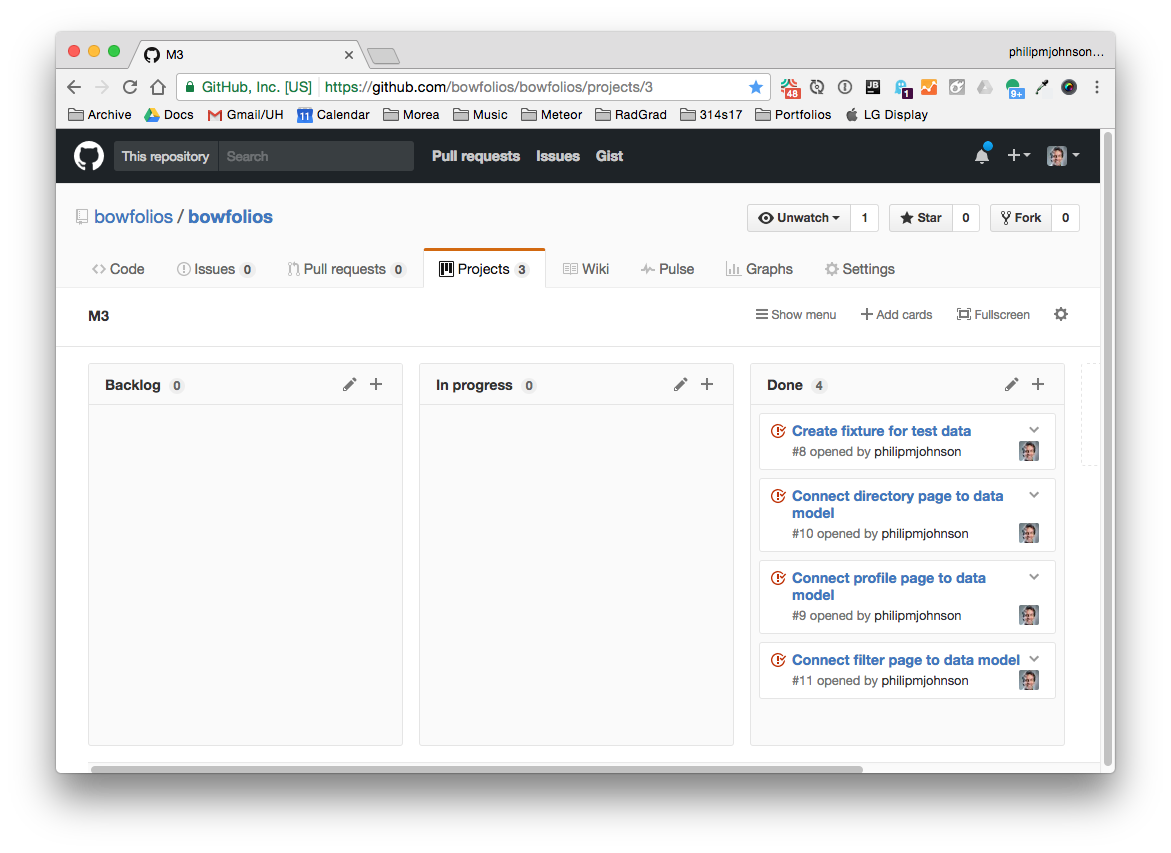 M3
philipmjohnson...
GitHub, Inc. [US] https://github.com/bowfolios/bowfolios/projects/3
48
JB
1
9+
Archive Docs Gmail/UH 11 Calendar Morea Music Meteor RadGrad 314s17 Portfolios LG Display
This repository Search Pull requests Issues Gist
bowfolios / bowfolios
Unwatch 1 Star 0 Fork 0
Code Issues 0 Pull requests 0 Projects 3 Wiki Pulse Graphs Settings
M3
Show menu Add cards Fullscreen
Backlog 0
In progress 0
Done 4
Create fixture for test data
#8 opened by philipmjohnson
Connect directory page to data
model
#10 opened by philipmjohnson
Connect profile page to data
model
#9 opened by philipmjohnson
Connect filter page to data model
#11 opened by philipmjohnson